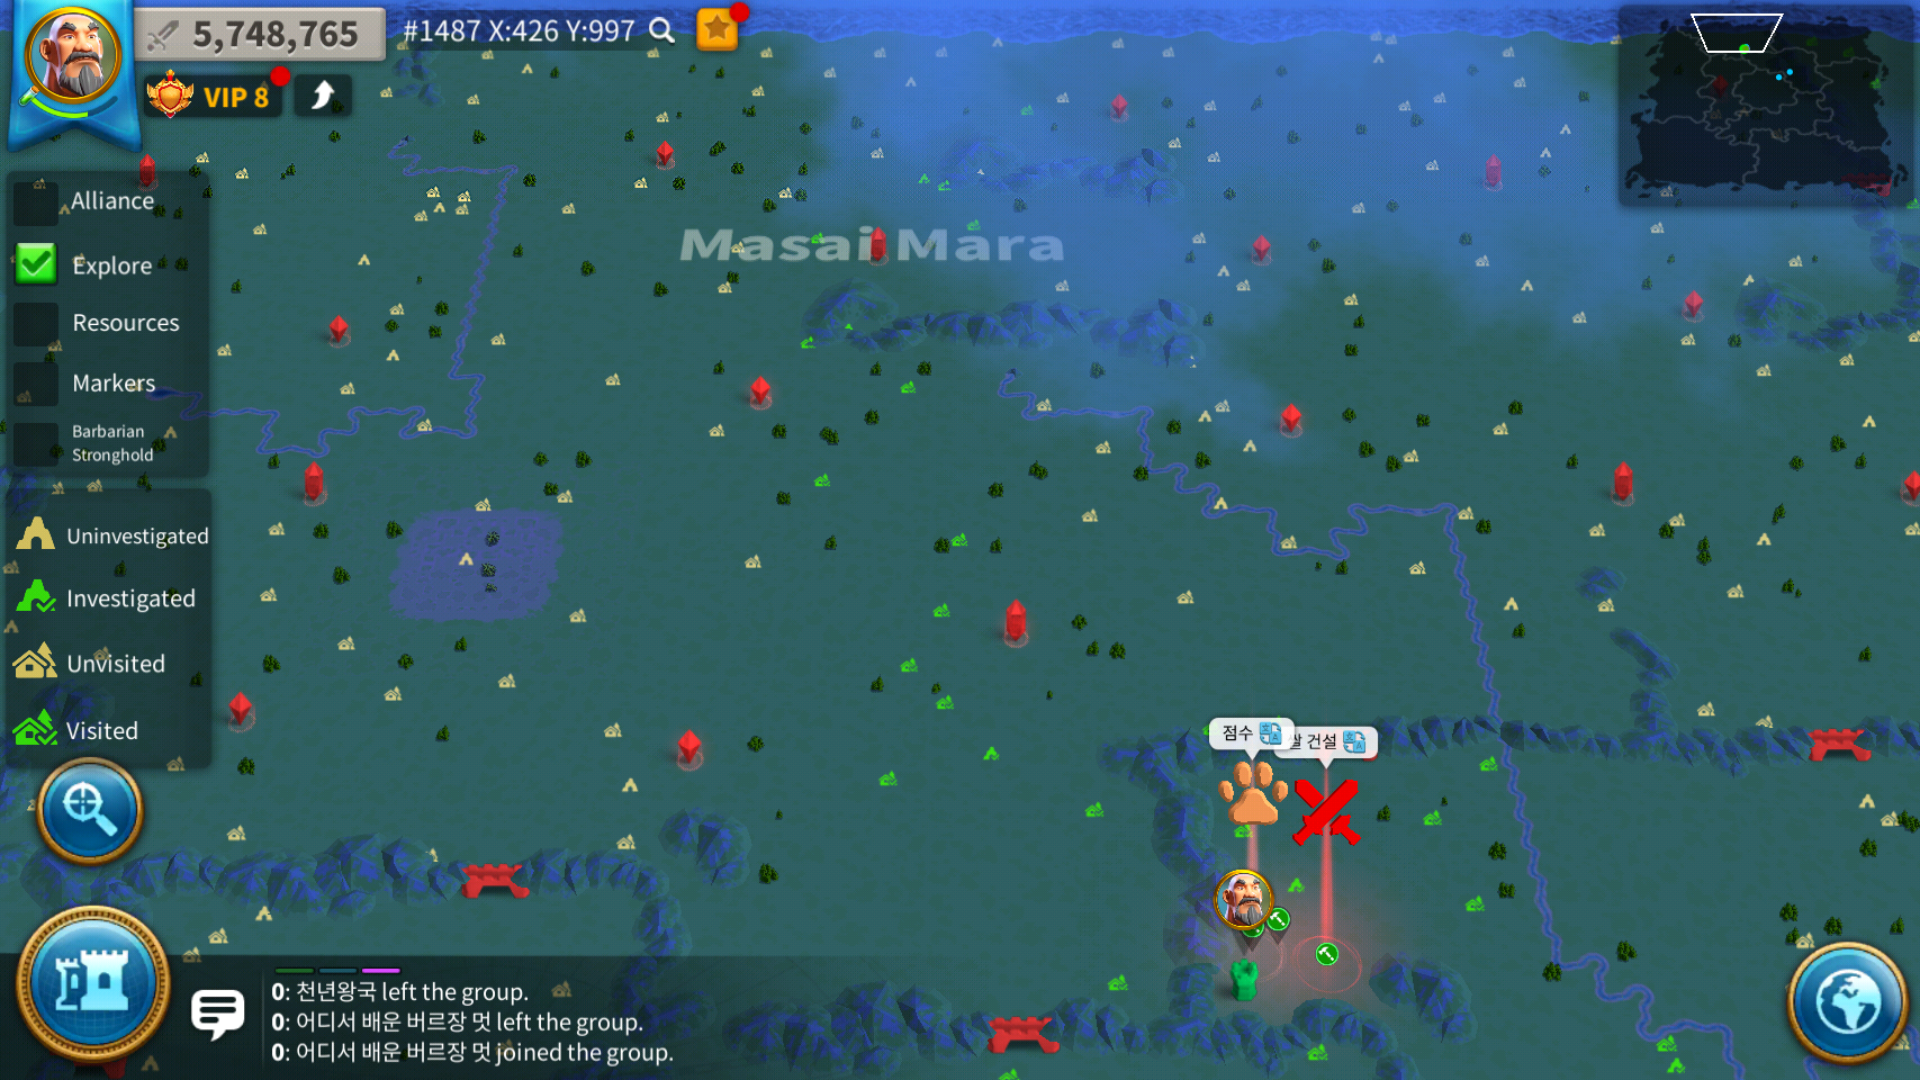 5,748,765
#1487 X:426 Y:997
VIP 8
Alliance
Explore
Resources
Markers
Barbarian
Stronghold
Masai Mara
Uninvestigated
Investigated
Unvisited
Visited
점수
쌀 건설
0: 천년왕국 left the group.
0: 어디서 배운 버르장 멋 left the group.
0: 어디서 배운 버르장 멋 joined the group.